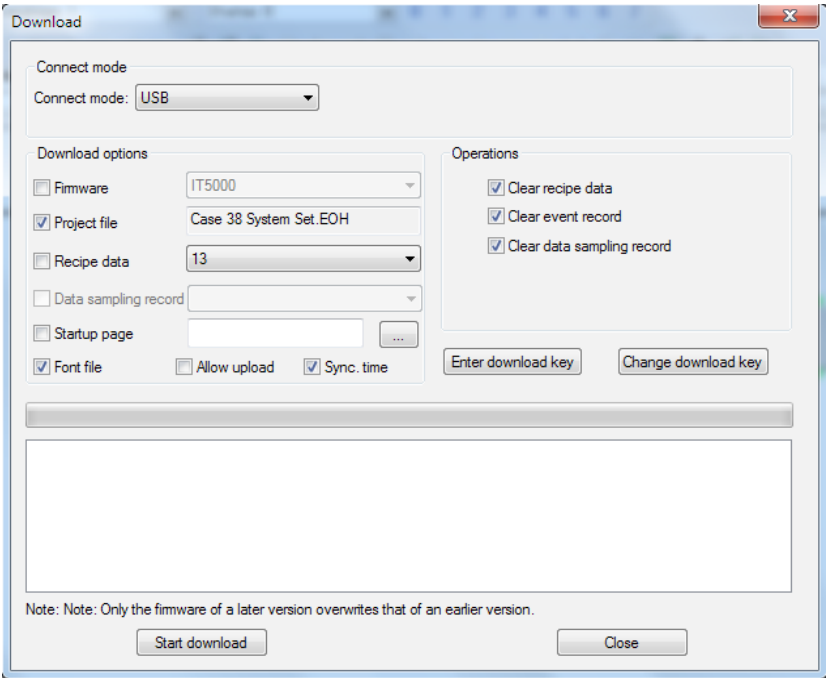 Download
Connect mode
Connect mode: USB
Download options
Firmware IT5000
Project file Case 38 System Set.EOH
Recipe data 13
Data sampling record
Startup page ...
Font file Allow upload Sync. time
Operations
Clear recipe data
Clear event record
Clear data sampling record
Enter download key Change download key
Note: Note: Only the firmware of a later version overwrites that of an earlier version.
Start download Close